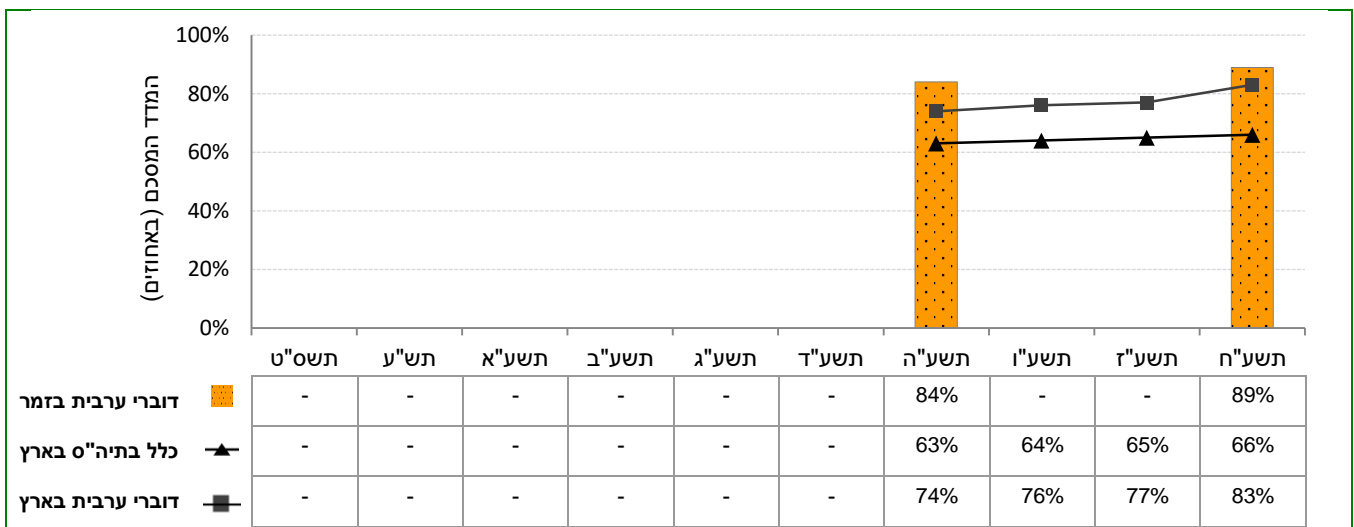 100%
80%
60%
40%
20%
0%
המדד המסכם (באחוזים)
תשס"ט תש"ע תשע"א תשע"ב תשע"ג תשע"ד תשע"ה תשע"ו תשע"ז תשע"ח
דוברי ערבית בזמר - - - - - - 84% - - 89%
כלל בתיה"ס בארץ - - - - - - 63% 64% 65% 66%
דוברי ערבית בארץ - - - - - - 74% 76% 77% 83%